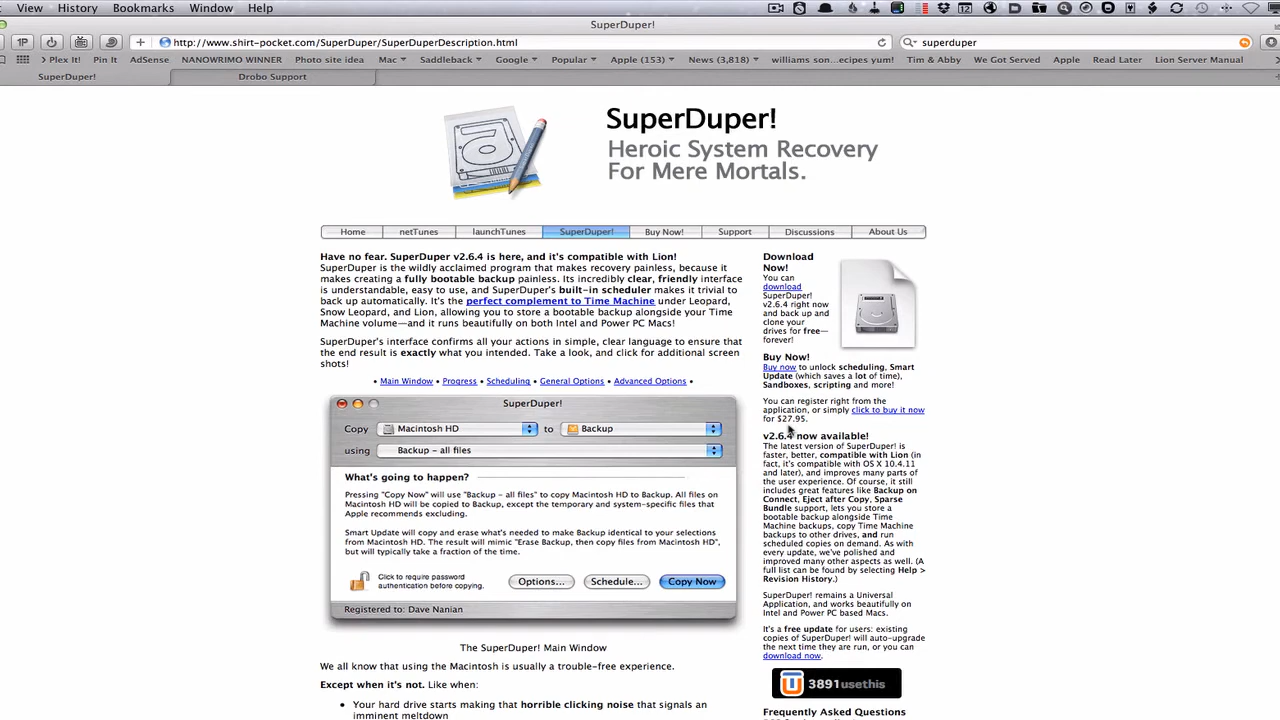 View History Bookmarks Window Help
SuperDuper!
1P
http://www.shirt-pocket.com/SuperDuper/SuperDuperDescription.html
superduper
> Plex It! Pin It AdSense NANOWRIMO WINNER Photo site idea Mac Saddleback Google Popular Apple (153) News (3,818) williams son...ecipes yum! Tim & Abby We Got Served Apple Read Later Lion Server Manual
SuperDuper! Drobo Support
SuperDuper!
Heroic System Recovery
For Mere Mortals.
Home netTunes launchTunes SuperDuper! Buy Now! Support Discussions About Us
Have no fear. SuperDuper v2.6.4 is here, and it's compatible with Lion!
SuperDuper is the wildly acclaimed program that makes recovery painless, because it
makes creating a fully bootable backup painless. Its incredibly clear, friendly interface
is understandable, easy to use, and SuperDuper's built-in scheduler makes it trivial to
back up automatically. It's the perfect complement to Time Machine under Leopard,
Snow Leopard, and Lion, allowing you to store a bootable backup alongside your Time
Machine volume—and it runs beautifully on both Intel and Power PC Macs!
SuperDuper's interface confirms all your actions in simple, clear language to ensure that
the end result is exactly what you intended. Take a look, and click for additional screen
shots!
• Main Window • Progress • Scheduling • General Options • Advanced Options •
SuperDuper!
Copy Macintosh HD to Backup
using Backup - all files
What's going to happen?
Pressing "Copy Now" will use "Backup - all files" to copy Macintosh HD to Backup. All files on
Macintosh HD will be copied to Backup, except the temporary and system-specific files that
Apple recommends excluding.
Smart Update will copy and erase what's needed to make Backup identical to your selections
from Macintosh HD. The result will mimic "Erase Backup, then copy files from Macintosh HD",
but will typically take a fraction of the time.
Click to require password
authentication before copying.
Options... Schedule... Copy Now
Registered to: Dave Nanian
The SuperDuper! Main Window
We all know that using the Macintosh is usually a trouble-free experience.
Except when it's not. Like when:
• Your hard drive starts making that horrible clicking noise that signals an
imminent meltdown
Download
Now!
You can
download
SuperDuper!
v2.6.4 right now
and back up and
clone your
drives for free—
forever!
Buy Now!
Buy now to unlock scheduling, Smart
Update (which saves a lot of time),
Sandboxes, scripting and more!
You can register right from the
application, or simply click to buy it now
for $27.95.
v2.6.4 now available!
The latest version of SuperDuper! is
faster, better, compatible with Lion (in
fact, it's compatible with OS X 10.4.11
and later), and improves many parts of
the user experience. Of course, it still
includes great features like Backup on
Connect, Eject after Copy, Sparse
Bundle support, lets you store a
bootable backup alongside Time
Machine backups, copy Time Machine
backups to other drives, and run
scheduled copies on demand. As with
every update, we've polished and
improved many other aspects as well. (A
full list can be found by selecting Help >
Revision History.)
SuperDuper! remains a Universal
Application, and works beautifully on
Intel and Power PC based Macs.
It's a free update for users: existing
copies of SuperDuper! will auto-upgrade
the next time they are run, or you can
download now.
3891usethis
Frequently Asked Questions